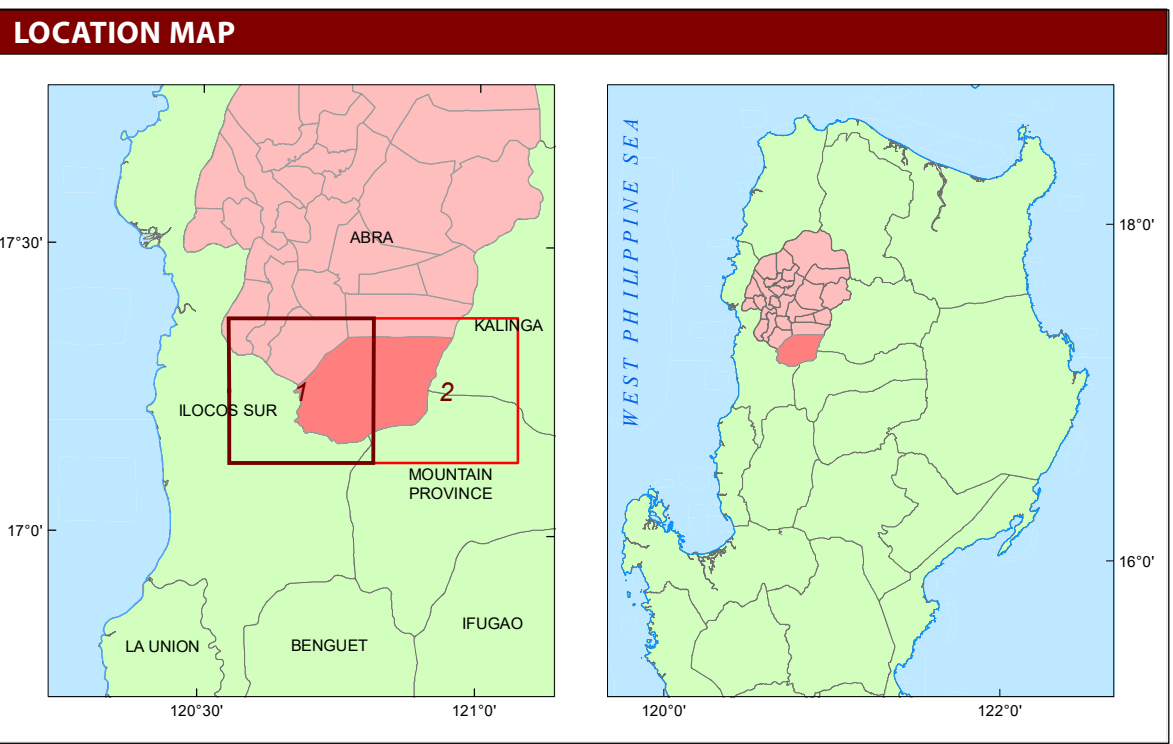 LOCATION MAP
17°30'
17°0'
120°30'
121°0'
ABRA
KALINGA
1
2
ILOCOS SUR
MOUNTAIN
PROVINCE
IFUGAO
LA UNION
BENGUET
WEST PHILIPPINE SEA
18°0'
16°0'
120°0'
122°0'